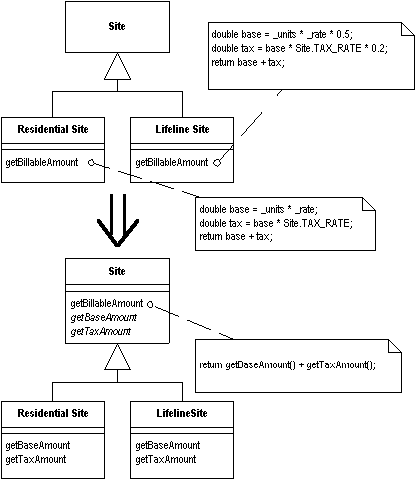 Site
double base = _units * _rate * 0.5;
double tax = base * Site.TAX_RATE * 0.2;
return base + tax;
Residential Site
Lifeline Site
getBillableAmount
getBillableAmount
double base = _units * _rate;
double tax = base * Site.TAX_RATE;
return base + tax;
Site
getBillableAmount
getBaseAmount
getTaxAmount
return getBaseAmount() + getTaxAmount();
Residential Site
LifelineSite
getBaseAmount
getTaxAmount
getBaseAmount
getTaxAmount